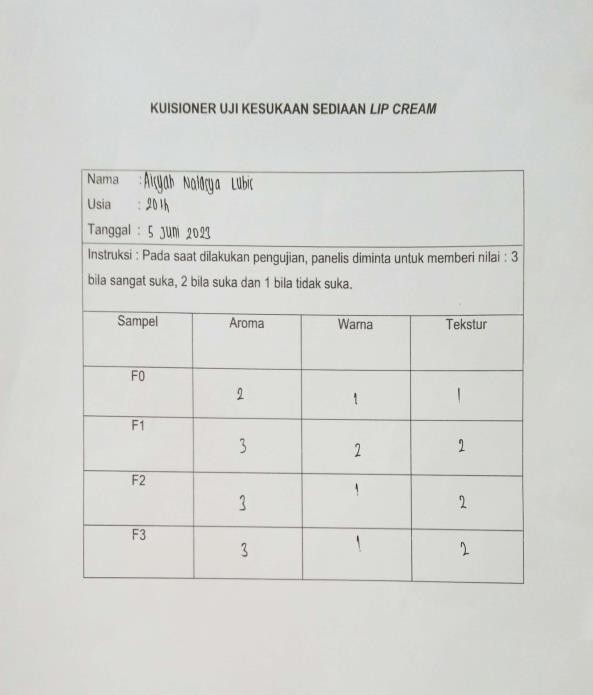 KUISIONER UJI KESUKAAN SEDIAAN LIP CREAM
Nama : Aisyah Nalasya Lubis
Usia : 20 th
Tanggal : 5 Juni 2023
Instruksi : Pada saat dilakukan pengujian, panelis diminta untuk memberi nilai : 3
bila sangat suka, 2 bila suka dan 1 bila tidak suka.
Sampel Aroma Warna Tekstur
F0 2 1 1
F1 3 2 2
F2 3 1 2
F3 3 1 2